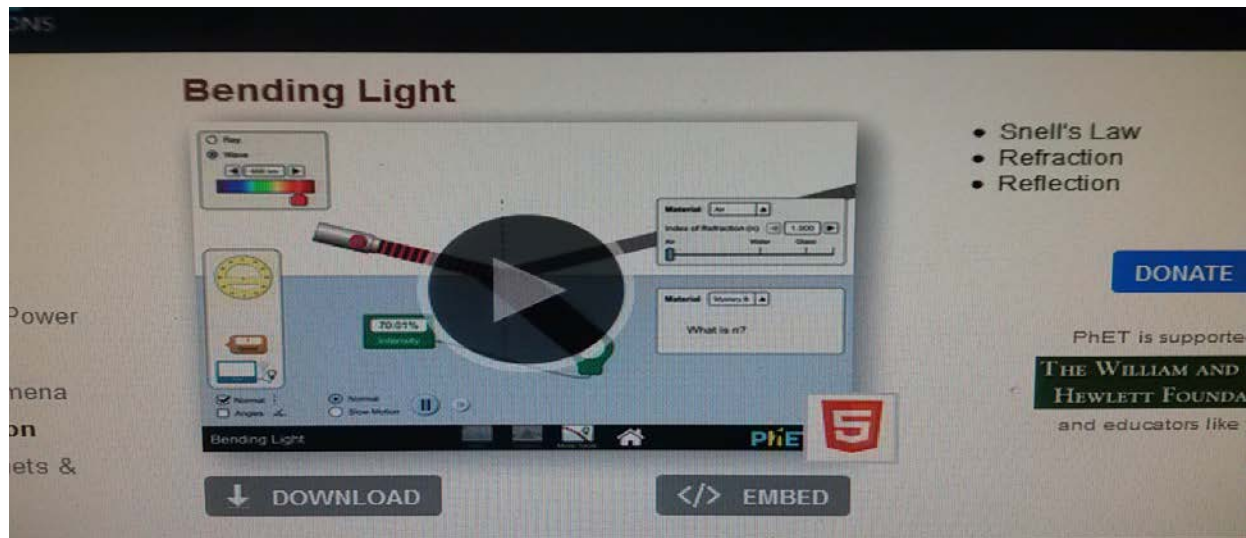 ONS
Bending Light
Ray
Wave
Material Air
Index of Refraction (n) 1.000
Air Water Glass
70.01%
Intensity
Material Mystery B
What is n?
Normal
Angles
Normal
Slow Motion
Bending Light
PhET
5
DOWNLOAD
</> EMBED
• Snell's Law
• Refraction
• Reflection
DONATE
PhET is supporte
THE WILLIAM AND
HEWLETT FOUNDA
and educators like
Power
mena
on
ets &